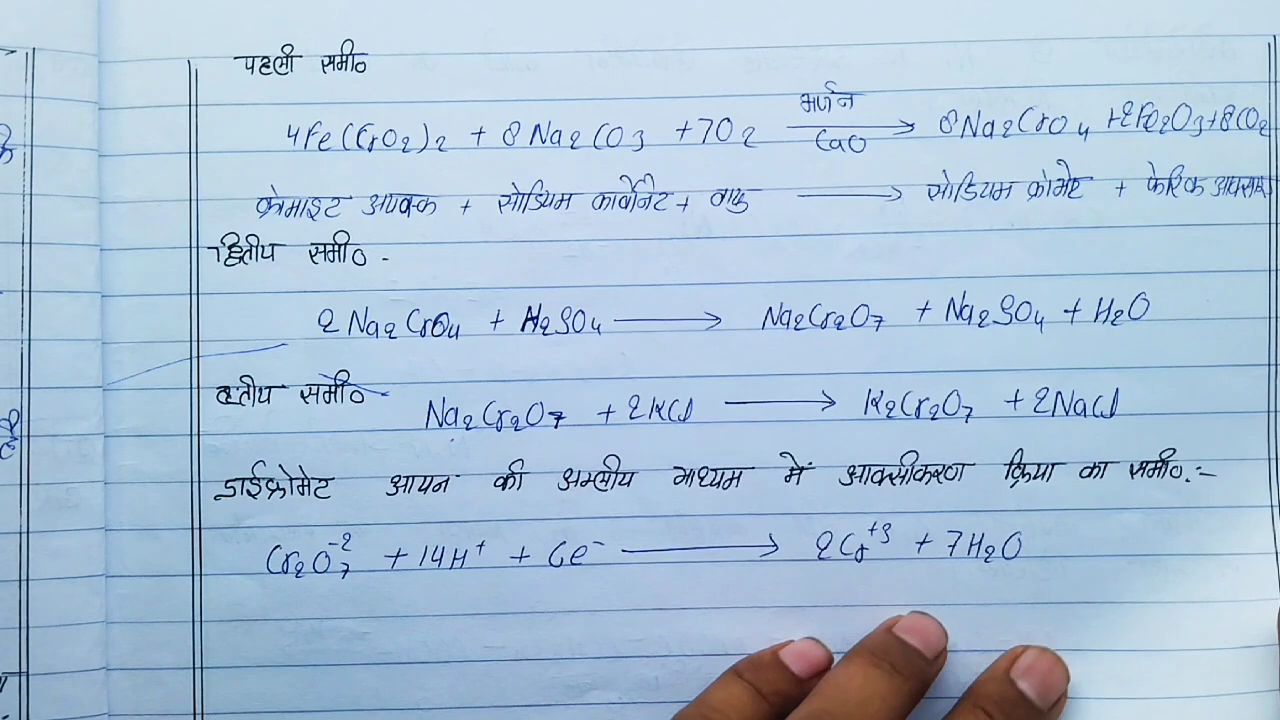 पहली समी०
4Fe(CrO2)2 + 8Na2CO3 + 7O2 भर्जन ⟶ CaO 8Na2CrO4 + 2Fe2O3 + 8CO2
क्रोमाइट अयस्क + सोडियम कार्बोनेट + वायु ⟶ सोडियम क्रोमेट + फेरिक आक्साइड
द्वितीय समी० -
2Na2CrO4 + H2SO4 ⟶ Na2Cr2O7 + Na2SO4 + H2O
तृतीय समी० Na2Cr2O7 + 2KCl ⟶ K2Cr2O7 + 2NaCl
डाईक्रोमेट आयन की अम्लीय माध्यम में आक्सीकरण क्रिया का समी०:-
Cr2O7^-2 + 14H^+ + 6e^- ⟶ 2Cr^+3 + 7H2O